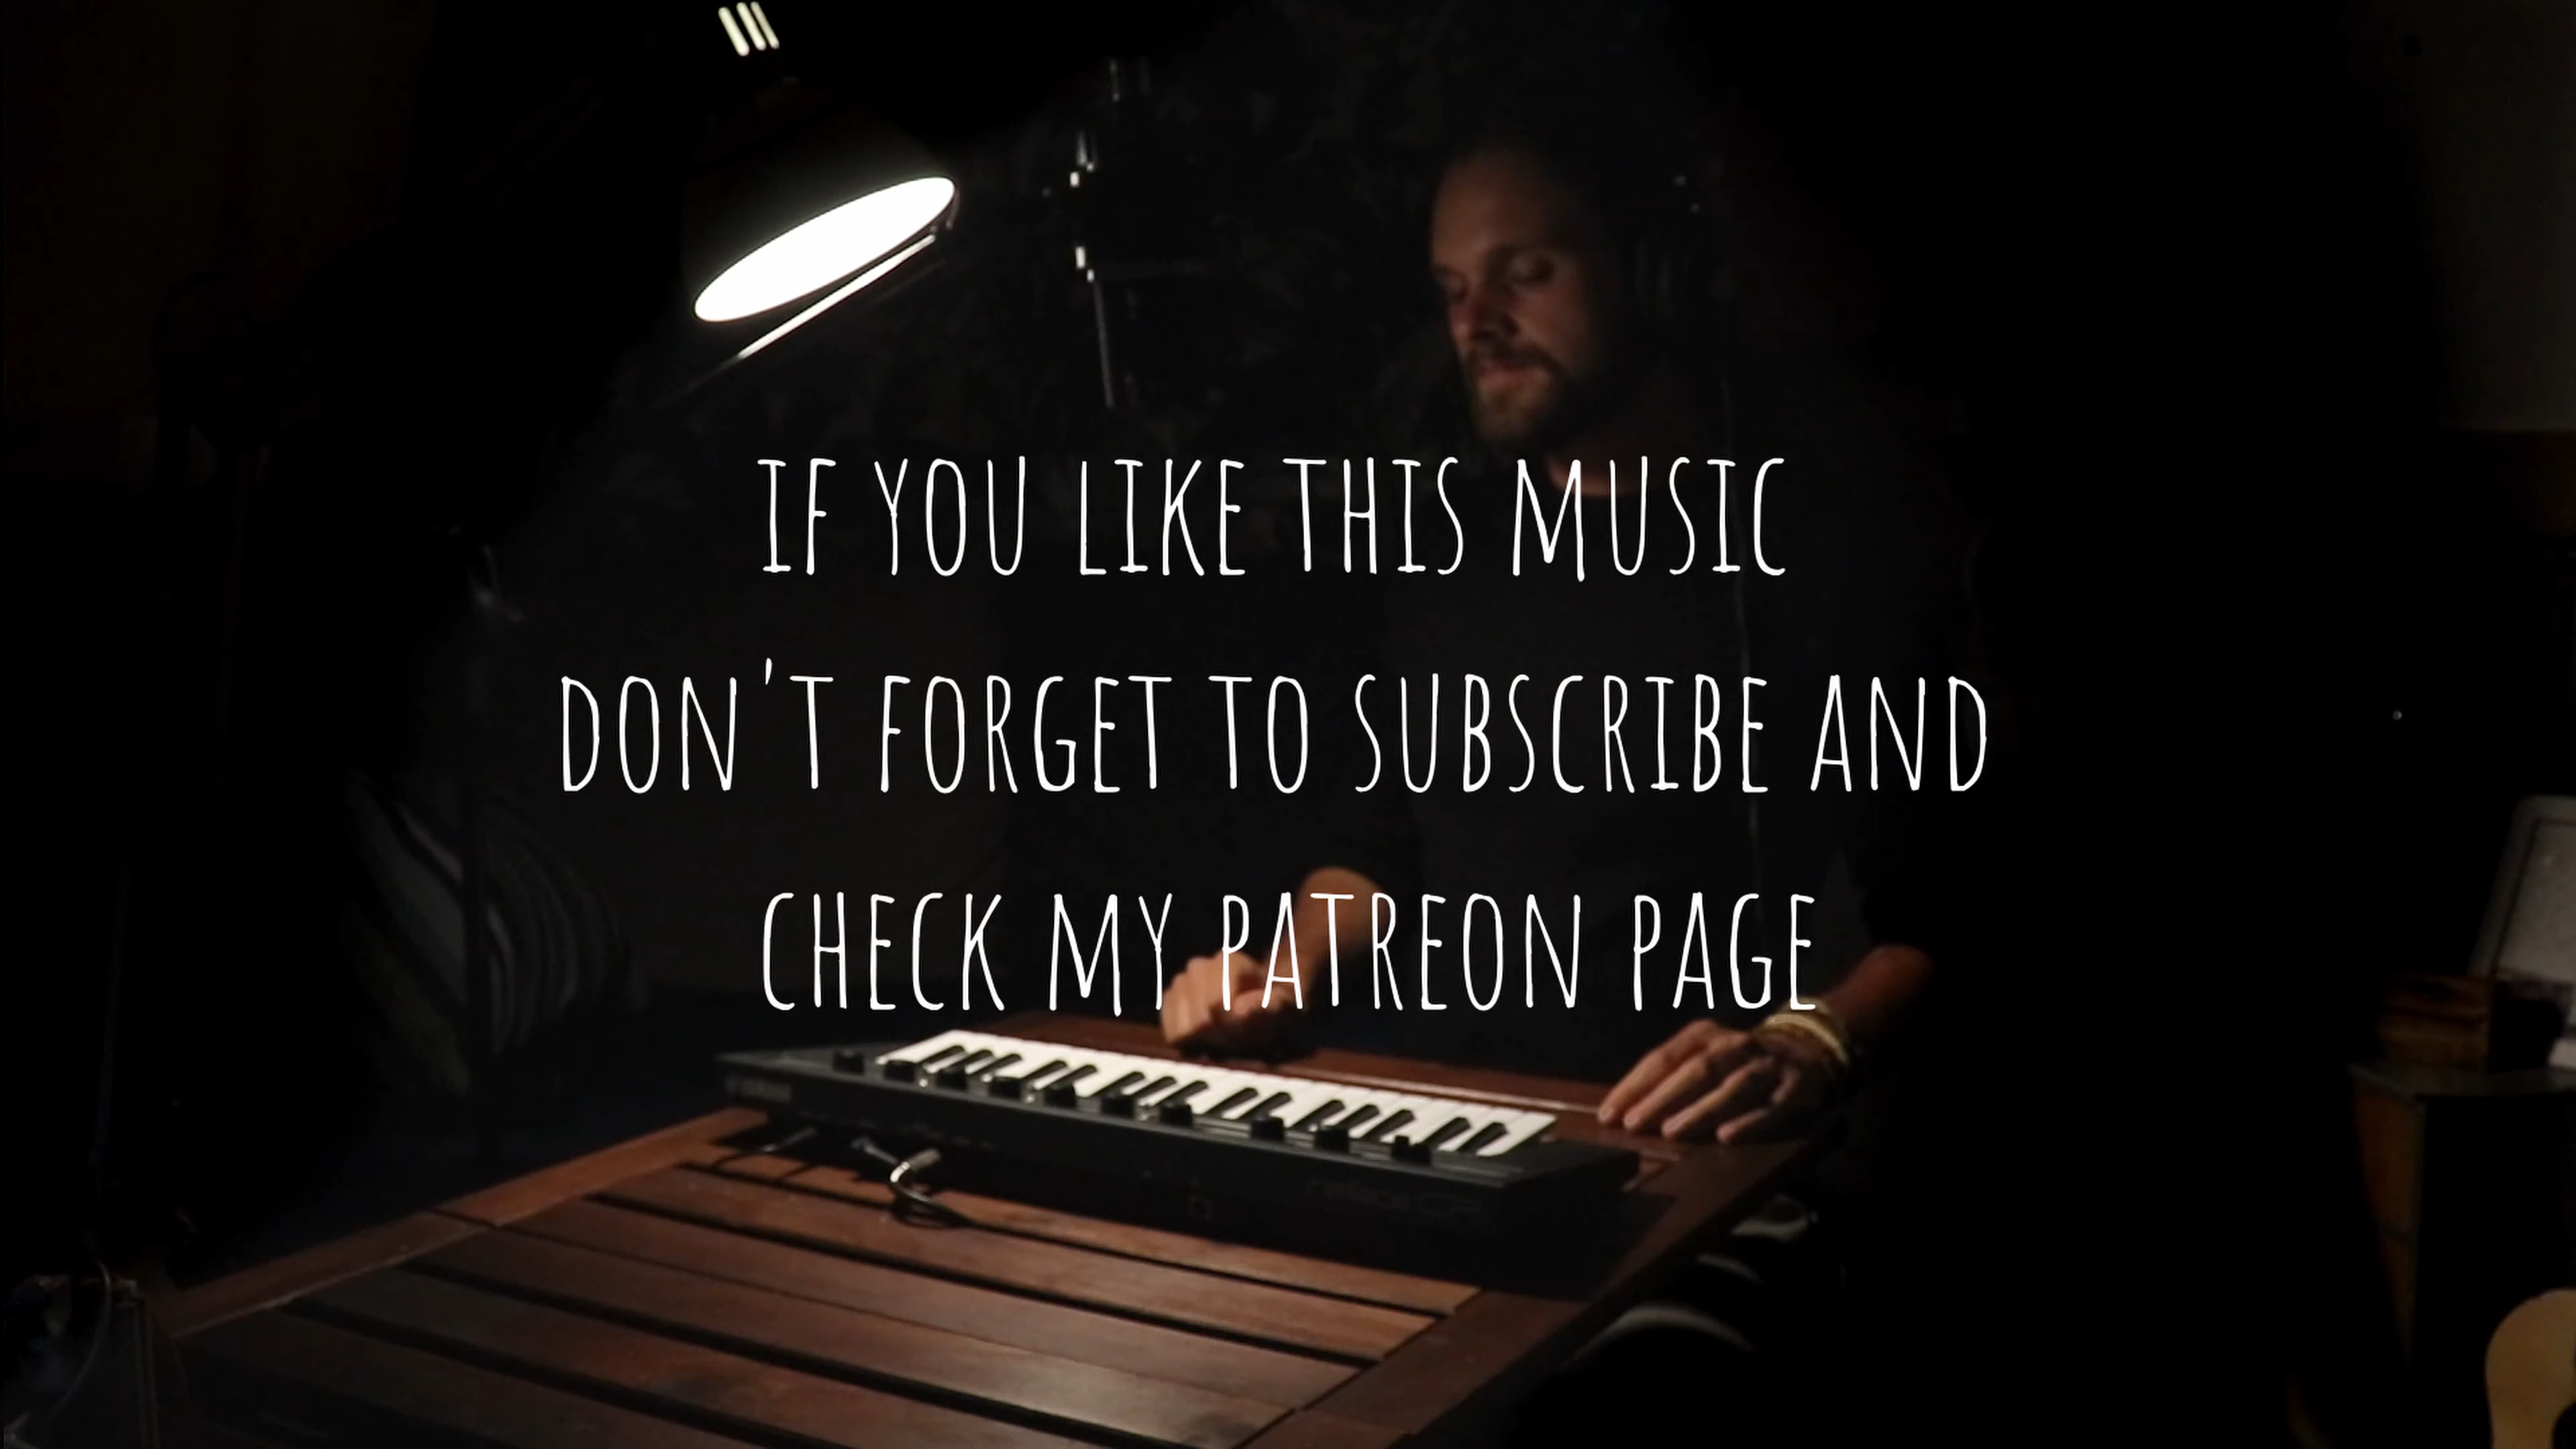 IF YOU LIKE THIS MUSIC
DON'T FORGET TO SUBSCRIBE AND
CHECK MY PATREON PAGE